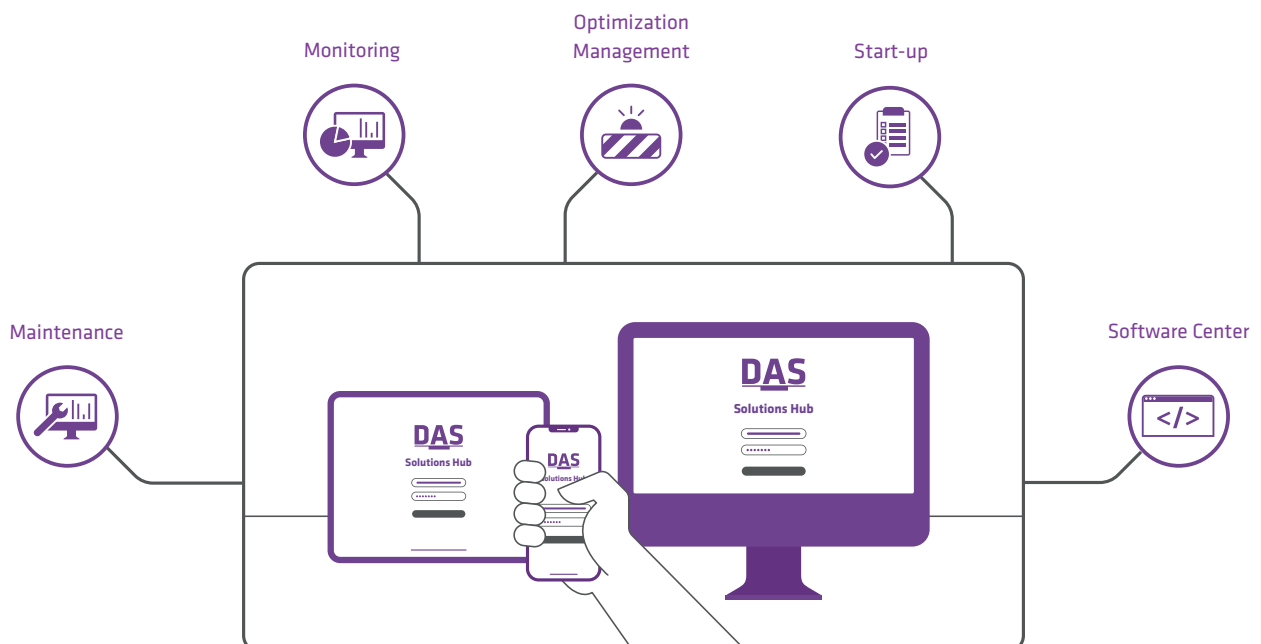 Optimization
Management
Monitoring
Start-up
Maintenance
Software Center
DAS
Solutions Hub
DAS
Solutions Hub
DAS
Solutions Hub
</>